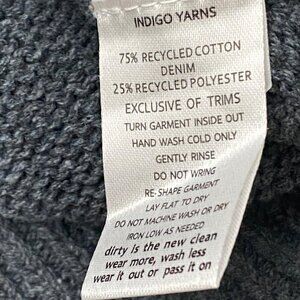 INDIGO YARNS
75% RECYCLED COTTON
DENIM
25% RECYCLED POLYESTER
EXCLUSIVE OF TRIMS
TURN GARMENT INSIDE OUT
HAND WASH COLD ONLY
GENTLY RINSE
DO NOT WRING
RE-SHAPE GARMENT
LAY FLAT TO DRY
DO NOT MACHINE WASH OR DRY
IRON LOW AS NEEDED
dirty is the new clean
wear more, wash less
wear it out or pass it on